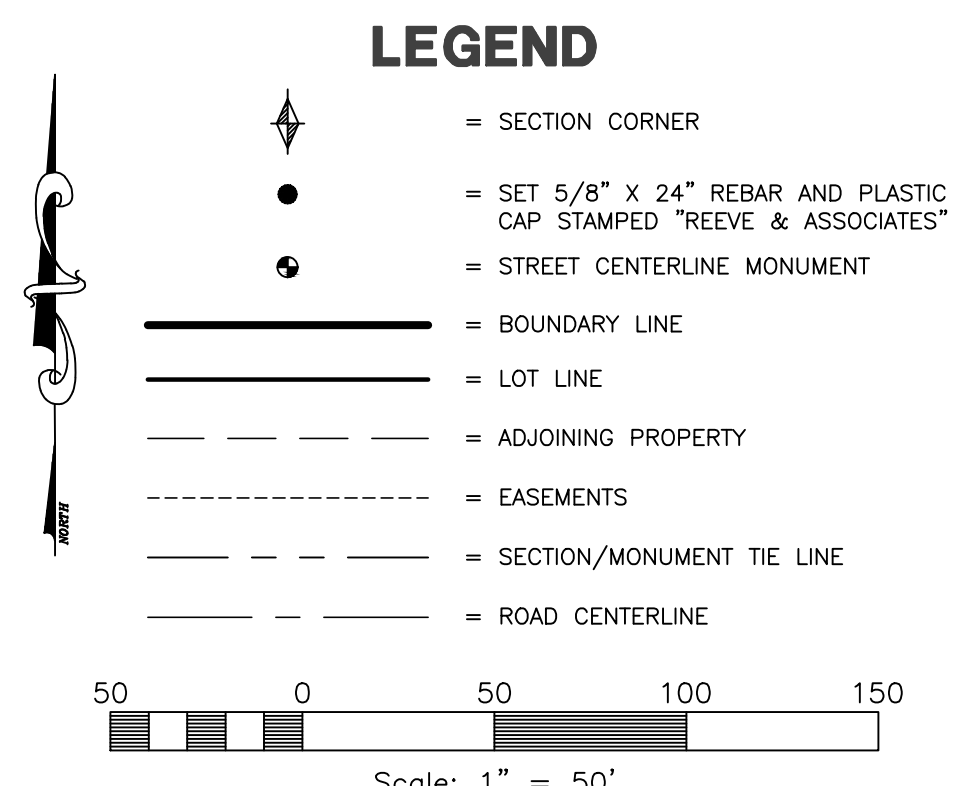 LEGEND
= SECTION CORNER
= SET 5/8" X 24" REBAR AND PLASTIC
CAP STAMPED "REEVE & ASSOCIATES"
= STREET CENTERLINE MONUMENT
= BOUNDARY LINE
= LOT LINE
= ADJOINING PROPERTY
= EASEMENTS
= SECTION/MONUMENT TIE LINE
= ROAD CENTERLINE
NORTH
50 0 50 100 150
Scale: 1" = 50'